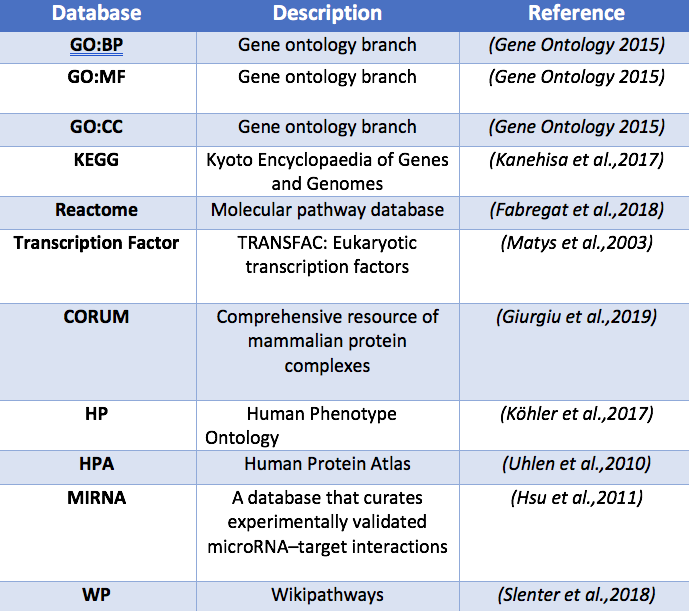 Database Description Reference
GO:BP Gene ontology branch (Gene Ontology 2015)
GO:MF Gene ontology branch (Gene Ontology 2015)
GO:CC Gene ontology branch (Gene Ontology 2015)
KEGG Kyoto Encyclopaedia of Genes (Kanehisa et al.,2017)
and Genomes
Reactome Molecular pathway database (Fabregat et al.,2018)
Transcription Factor TRANSFAC: Eukaryotic (Matys et al.,2003)
transcription factors
CORUM Comprehensive resource of (Giurgiu et al.,2019)
mammalian protein
complexes
HP Human Phenotype (Köhler et al.,2017)
Ontology
HPA Human Protein Atlas (Uhlen et al.,2010)
MIRNA A database that curates (Hsu et al.,2011)
experimentally validated
microRNA–target interactions
WP Wikipathways (Slenter et al.,2018)